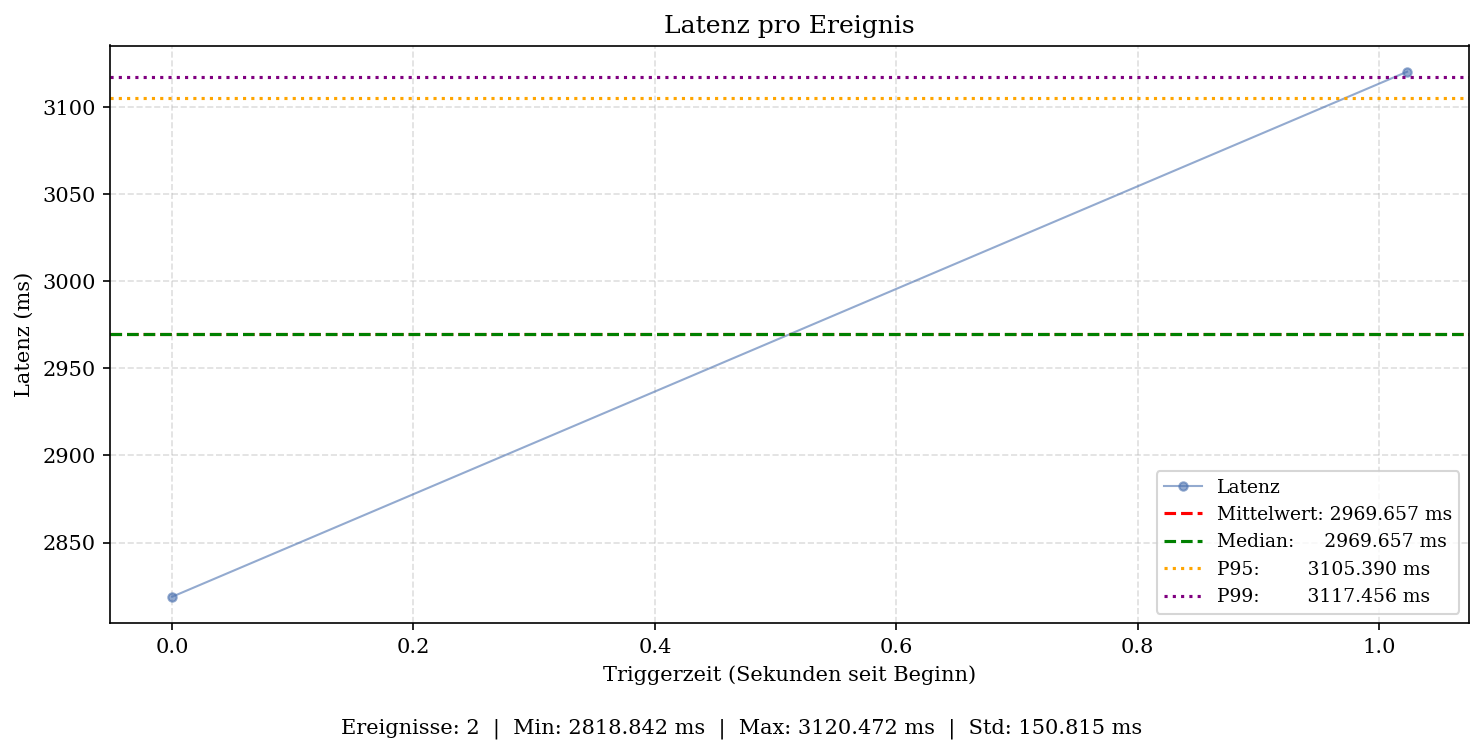 Latenz pro Ereignis
Latenz (ms)
3100
3050
3000
2950
2900
2850
Latenz
Mittelwert: 2969.657 ms
Median: 2969.657 ms
P95: 3105.390 ms
P99: 3117.456 ms
0.0 0.2 0.4 0.6 0.8 1.0
Triggerzeit (Sekunden seit Beginn)
Ereignisse: 2 | Min: 2818.842 ms | Max: 3120.472 ms | Std: 150.815 ms